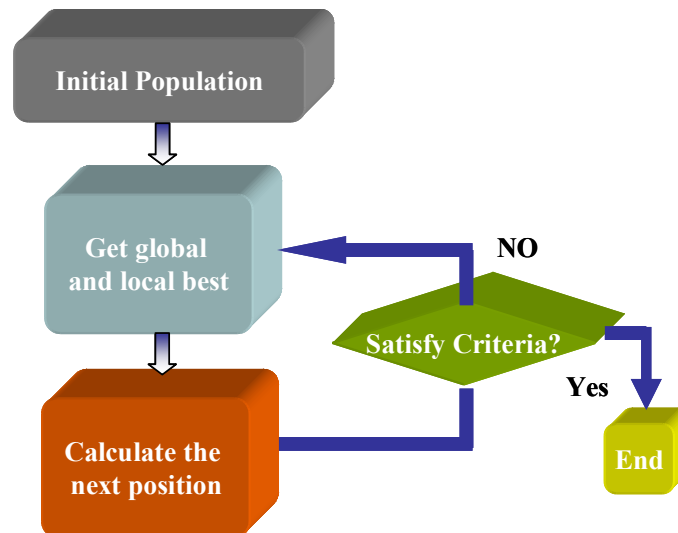 Initial Population
Get global
and local best
NO
Satisfy Criteria?
Yes
Calculate the
next position
End